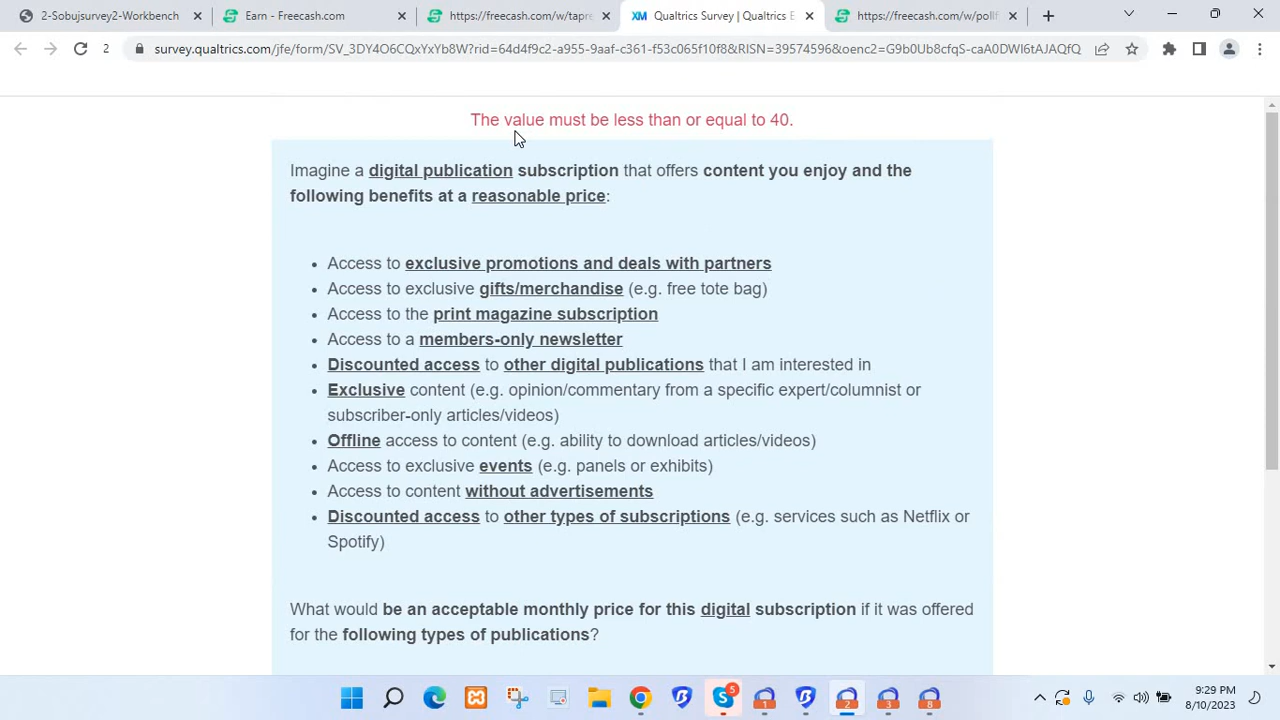 2-Sobujsurvey2-Workbench
Earn - Freecash.com
https://freecash.com/w/tapre
Qualtrics Survey | Qualtrics E
https://freecash.com/w/pollf
2
survey.qualtrics.com/jfe/form/SV_3DY4O6CQxYxYb8W?rid=64d4f9c2-a955-9aaf-c361-f53c065f10f8&RISN=39574596&oenc2=G9b0Ub8cfqS-caA0DWl6tAJAQfQ
The value must be less than or equal to 40.
Imagine a digital publication subscription that offers content you enjoy and the
following benefits at a reasonable price:
• Access to exclusive promotions and deals with partners
• Access to exclusive gifts/merchandise (e.g. free tote bag)
• Access to the print magazine subscription
• Access to a members-only newsletter
• Discounted access to other digital publications that I am interested in
• Exclusive content (e.g. opinion/commentary from a specific expert/columnist or
subscriber-only articles/videos)
• Offline access to content (e.g. ability to download articles/videos)
• Access to exclusive events (e.g. panels or exhibits)
• Access to content without advertisements
• Discounted access to other types of subscriptions (e.g. services such as Netflix or
Spotify)
What would be an acceptable monthly price for this digital subscription if it was offered
for the following types of publications?
5
1
2
3
8
9:29 PM
8/10/2023